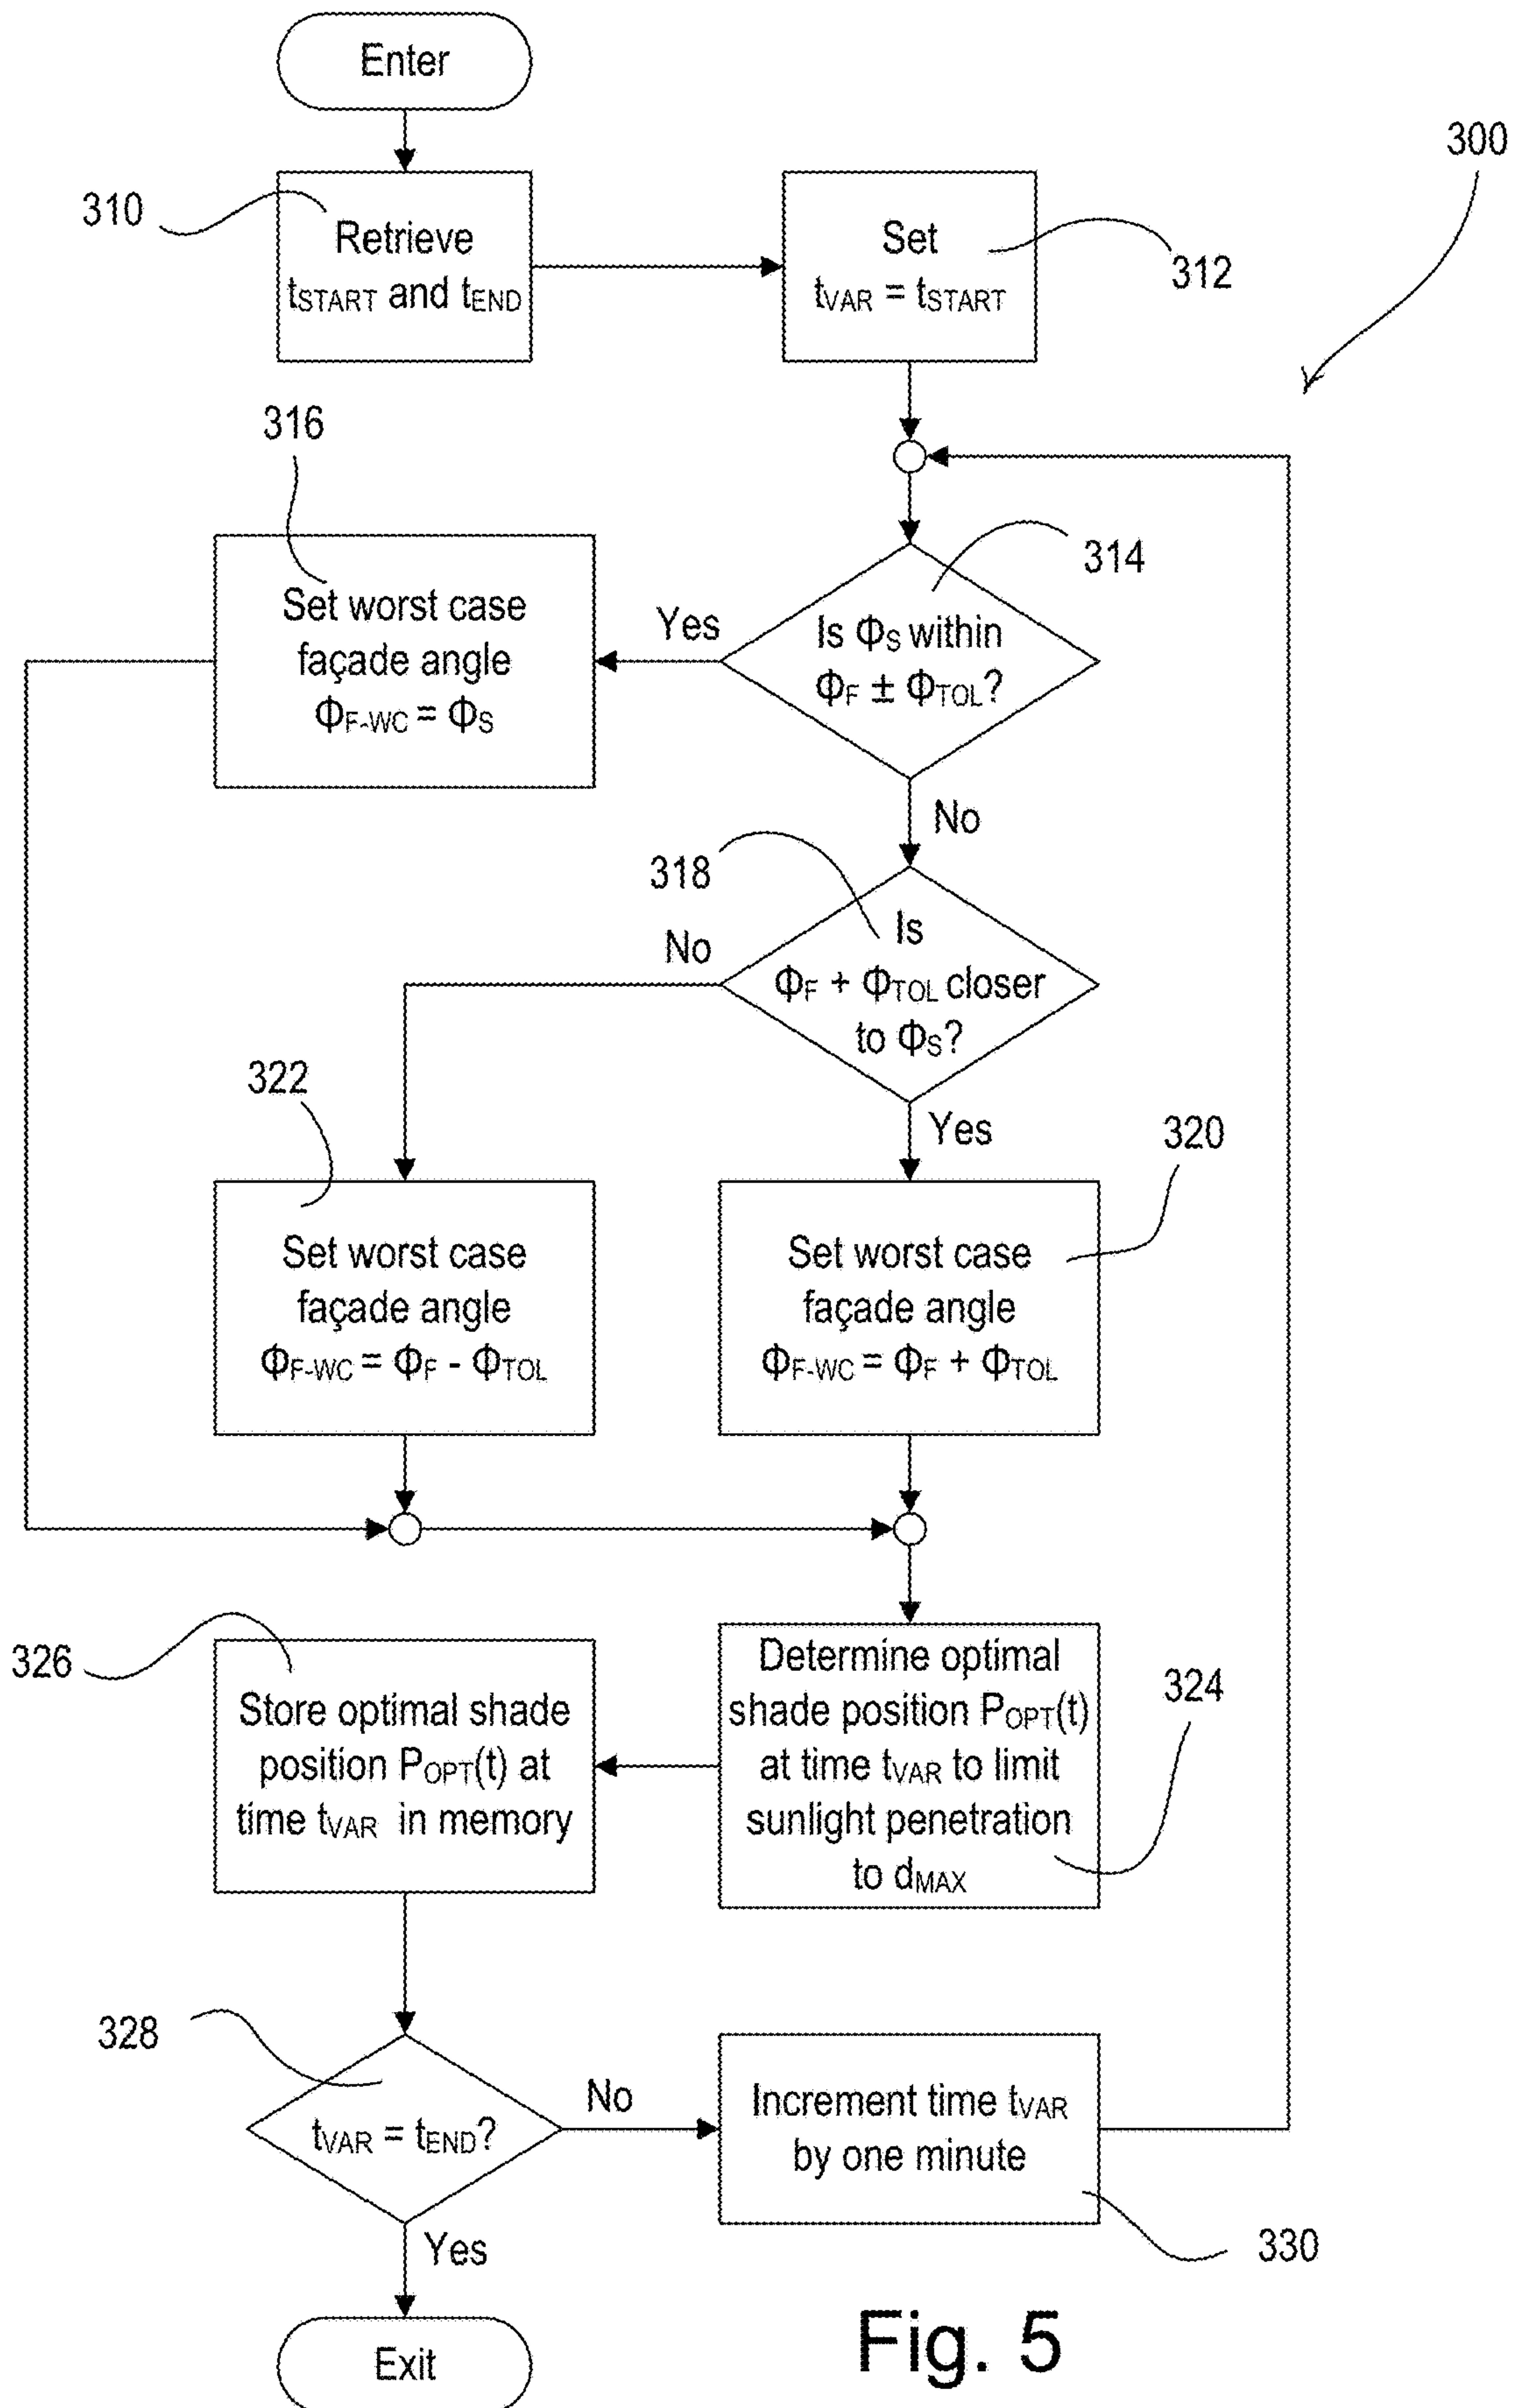 Enter
300
310
Retrieve
tSTART and tEND
Set
tVAR = tSTART
312
316
314
Set worst case
façade angle
ΦF-WC = ΦS
Yes
Is ΦS within
ΦF ± ΦTOL?
No
318
Is
ΦF + ΦTOL closer
to ΦS?
No
322
Yes
320
Set worst case
façade angle
ΦF-WC = ΦF - ΦTOL
Set worst case
façade angle
ΦF-WC = ΦF + ΦTOL
326
Determine optimal
shade position POPT(t)
at time tVAR to limit
sunlight penetration
to dMAX
324
Store optimal shade
position POPT(t) at
time tVAR in memory
328
tVAR = tEND?
No
Increment time tVAR
by one minute
330
Yes
Exit
Fig. 5